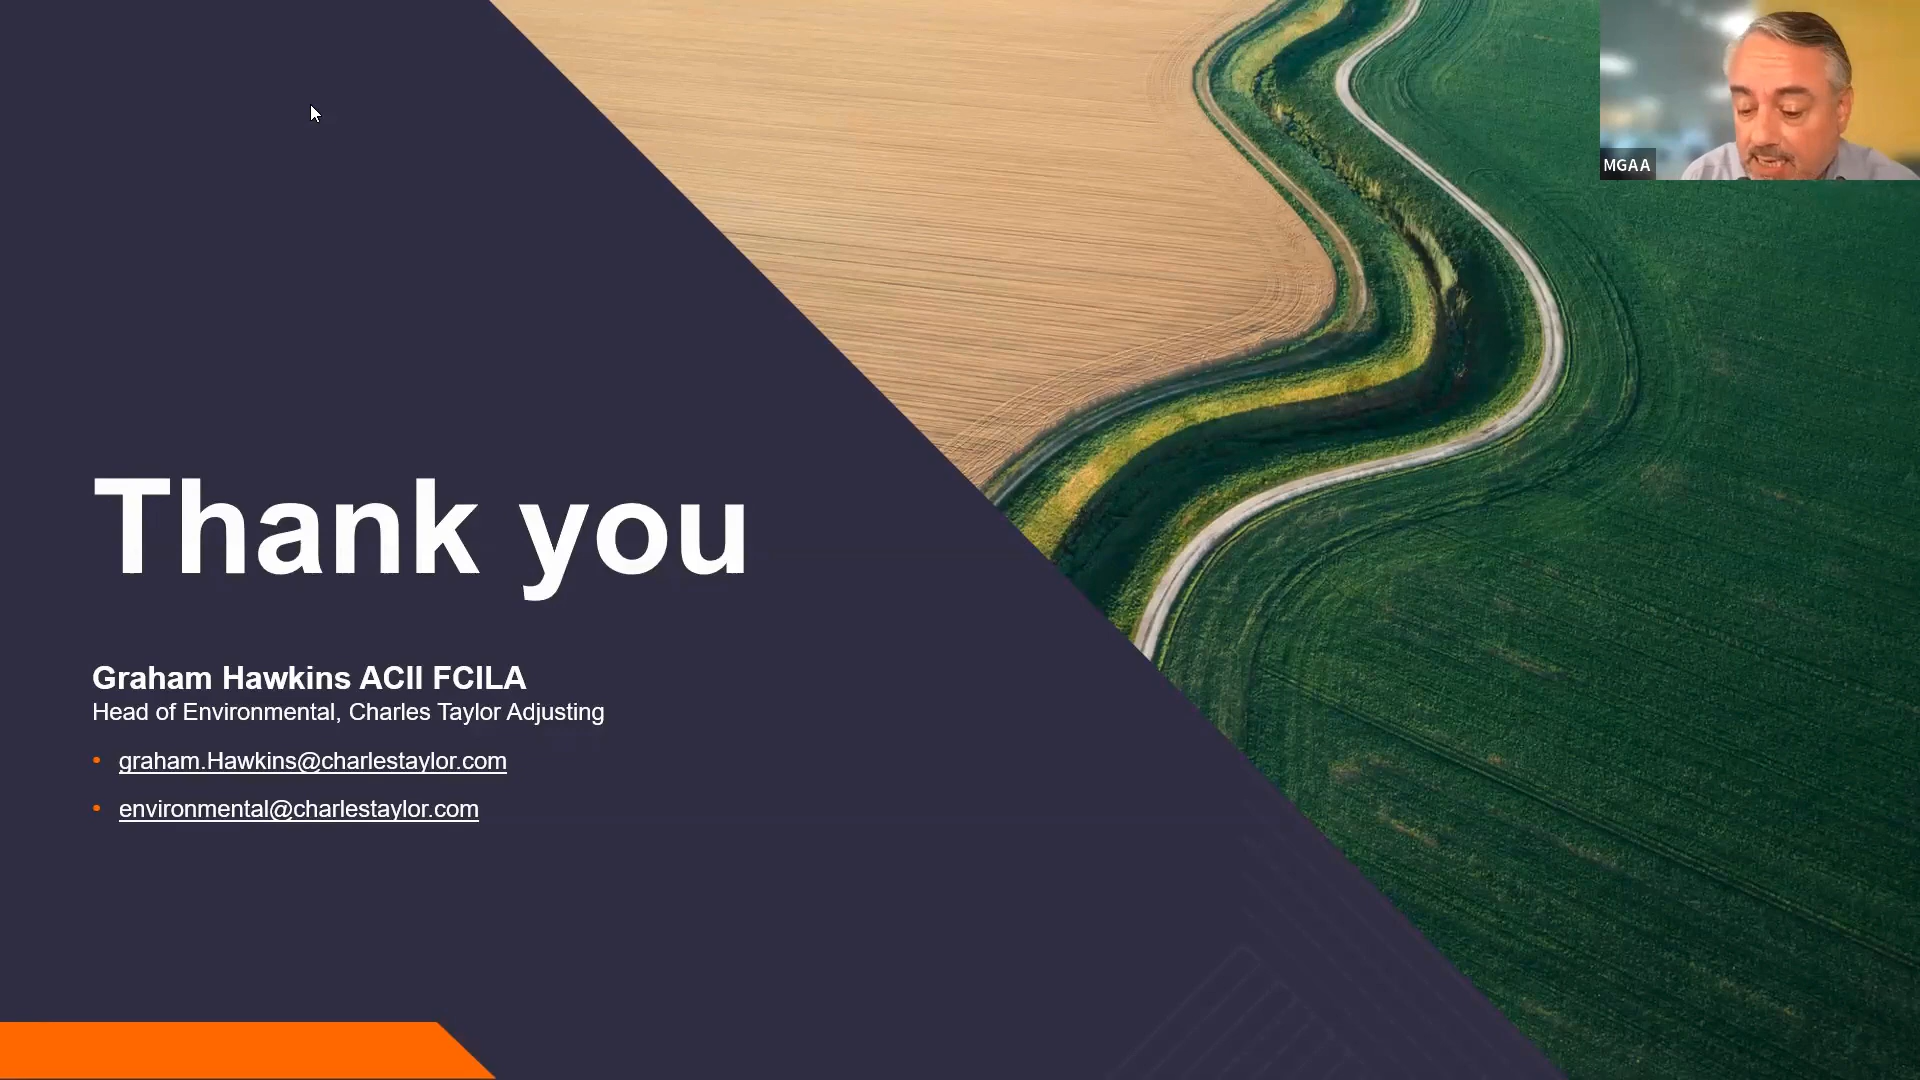 MGAA
Thank you
Graham Hawkins ACII FCILA
Head of Environmental, Charles Taylor Adjusting
• graham.Hawkins@charlestaylor.com
• environmental@charlestaylor.com